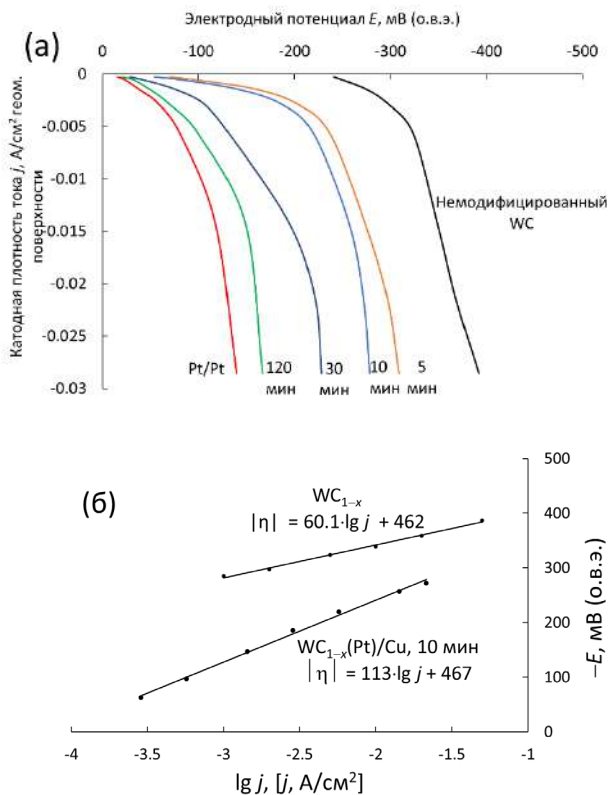 Электродный потенциал E, мВ (о.в.э.)
(а)
0 -100 -200 -300 -400 -500
Катодная плотность тока j, А/см² геом.
поверхности
0
-0.005
-0.01
-0.015
-0.02
-0.025
-0.03
Немодифицированный
WC
Pt/Pt
120
мин
30
мин
10
мин
5
мин
(б)
WC₁₋ₓ
|η| = 60.1·lg j + 462
WC₁₋ₓ(Pt)/Cu, 10 мин
|η| = 113·lg j + 467
500
400
300
200
100
0
−E, мВ (о.в.э.)
-4 -3.5 -3 -2.5 -2 -1.5 -1
lg j, [j, А/см²]